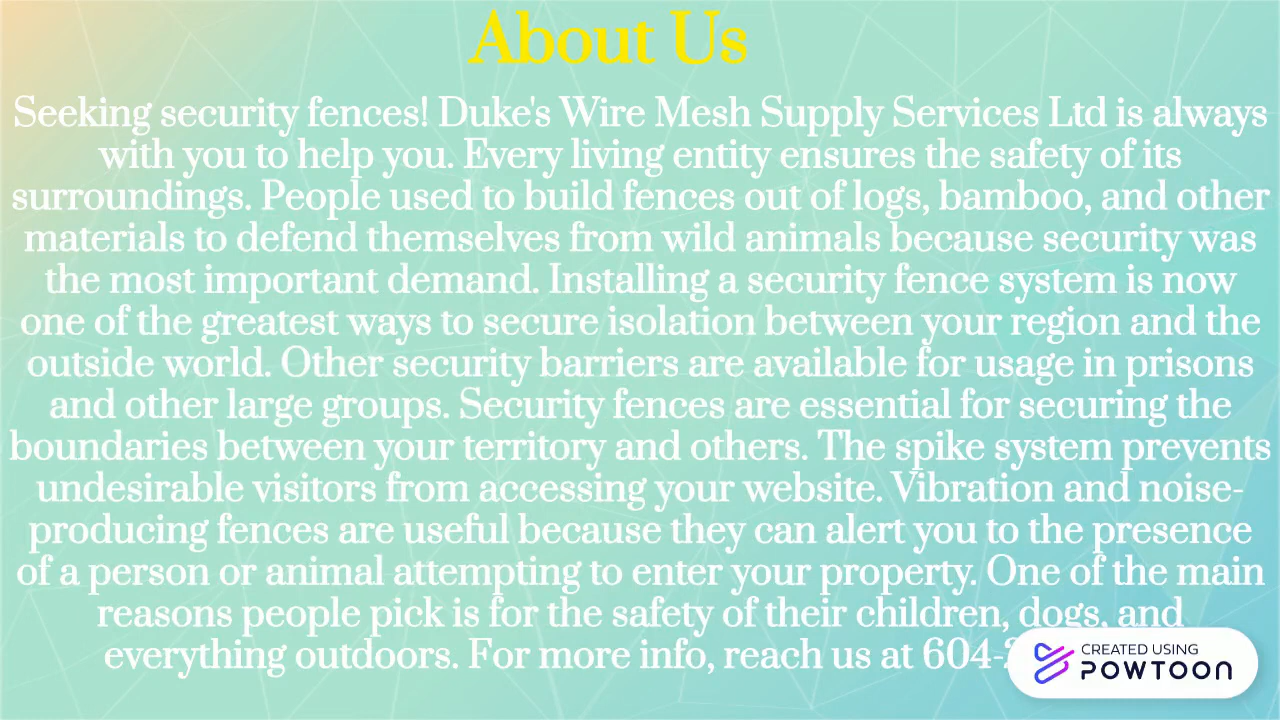 About Us
Seeking security fences! Duke's Wire Mesh Supply Services Ltd is always
with you to help you. Every living entity ensures the safety of its
surroundings. People used to build fences out of logs, bamboo, and other
materials to defend themselves from wild animals because security was
the most important demand. Installing a security fence system is now
one of the greatest ways to secure isolation between your region and the
outside world. Other security barriers are available for usage in prisons
and other large groups. Security fences are essential for securing the
boundaries between your territory and others. The spike system prevents
undesirable visitors from accessing your website. Vibration and noise-
producing fences are useful because they can alert you to the presence
of a person or animal attempting to enter your property. One of the main
reasons people pick is for the safety of their children, dogs, and
everything outdoors. For more info, reach us at 604-
CREATED USING
POWTOON